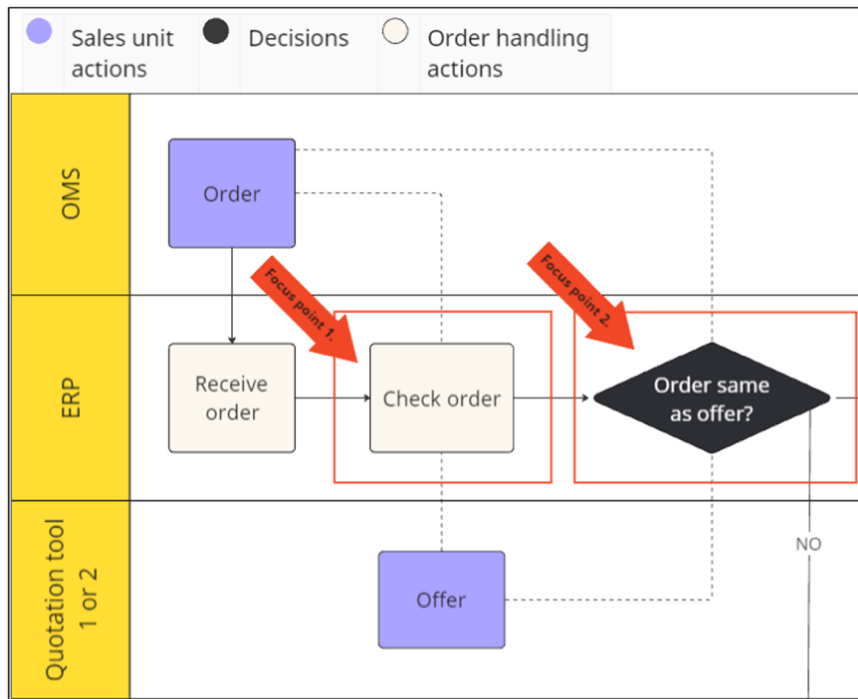 Sales unit
actions
Decisions
Order handling
actions
OMS
Order
Focus point 1.
Focus point 2.
ERP
Receive
order
Check order
Order same
as offer?
Quotation tool
1 or 2
Offer
NO